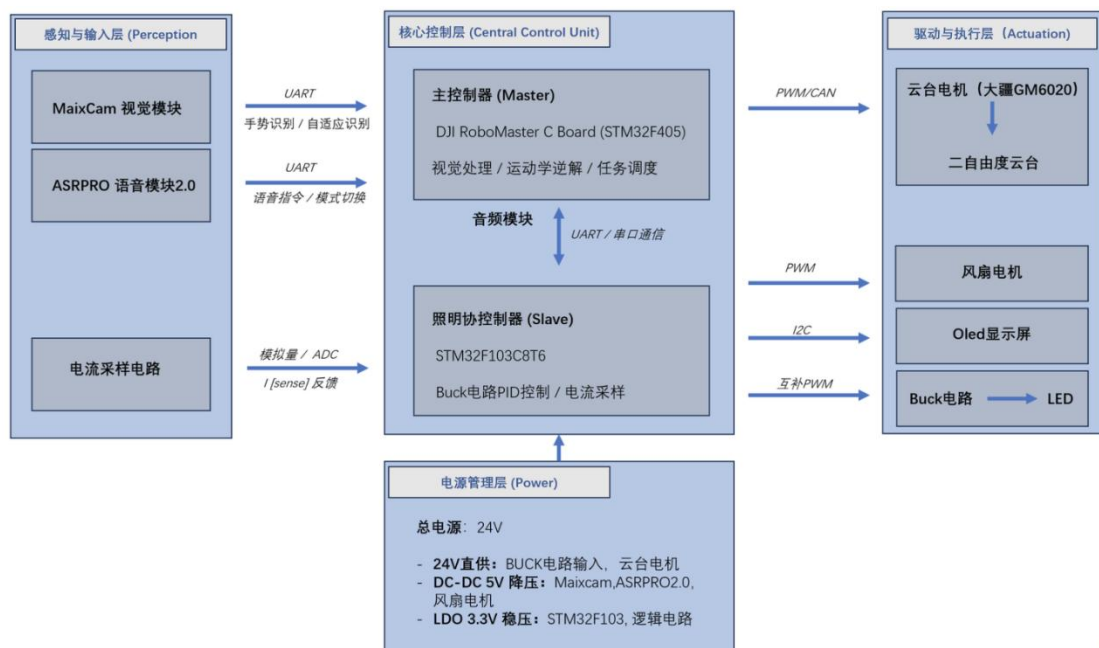 感知与输入层 (Perception
MaixCam 视觉模块
ASRPRO 语音模块2.0
电流采样电路
UART
手势识别 / 自适应识别
UART
语音指令 / 模式切换
模拟量 / ADC
I [sense] 反馈
核心控制层 (Central Control Unit)
主控制器 (Master)
DJI RoboMaster C Board (STM32F405)
视觉处理 / 运动学逆解 / 任务调度
音频模块
UART / 串口通信
照明协控制器 (Slave)
STM32F103C8T6
Buck电路PID控制 / 电流采样
PWM/CAN
PWM
I2C
互补PWM
驱动与执行层 (Actuation)
云台电机（大疆GM6020）
二自由度云台
风扇电机
Oled显示屏
Buck电路
LED
电源管理层 (Power)
总电源：24V
- 24V直供：BUCK电路输入，云台电机
- DC-DC 5V 降压：Maixcam,ASRPRO2.0,
风扇电机
- LDO 3.3V 稳压：STM32F103, 逻辑电路